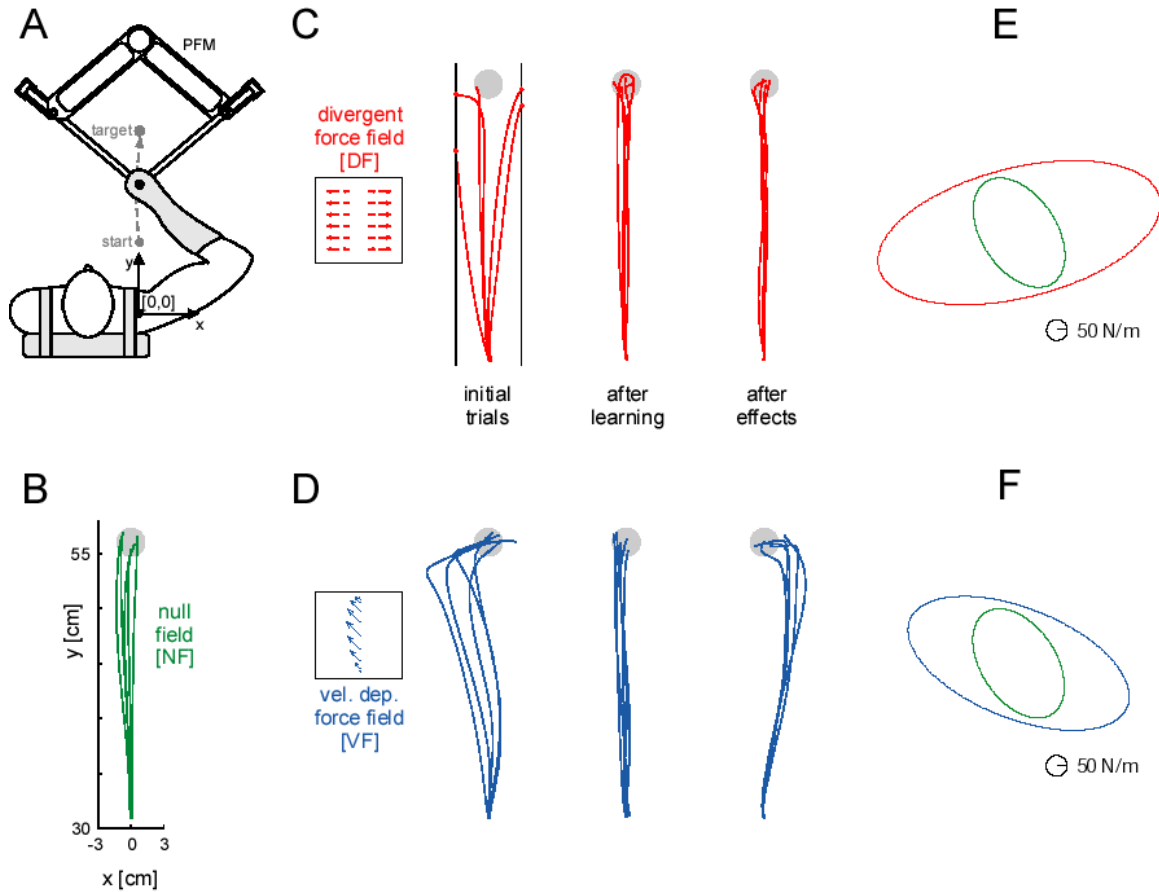 A
PFM
target
start
y
[0,0]
x
C
divergent
force field
[DF]
initial
trials
after
learning
after
effects
E
50 N/m
B
55
y [cm]
30
-3
0
3
x [cm]
null
field
[NF]
D
vel. dep.
force field
[VF]
F
50 N/m